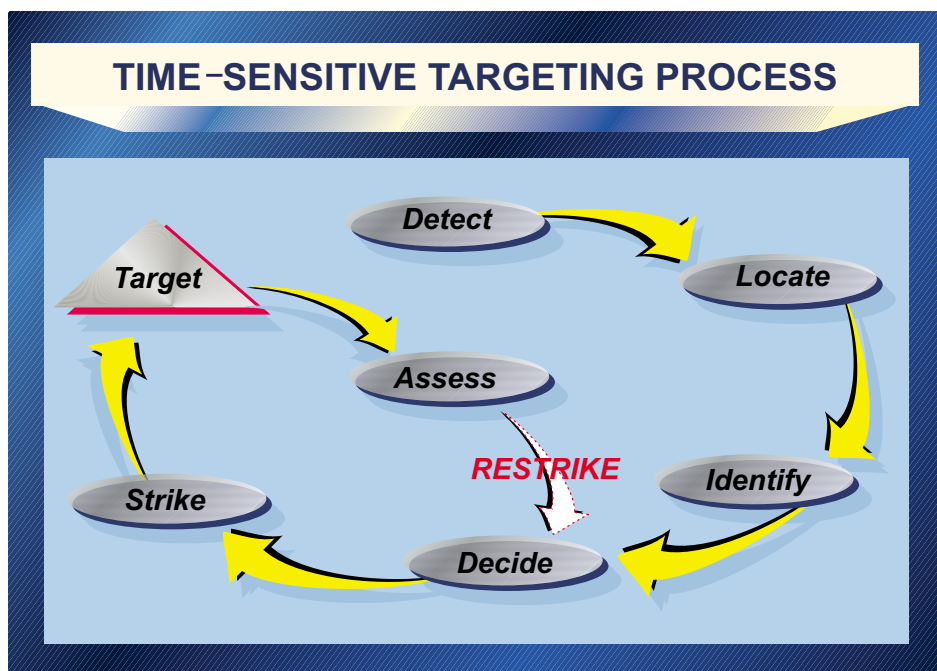 TIME-SENSITIVE TARGETING PROCESS
Detect
Target
Locate
Assess
RESTRIKE
Identify
Strike
Decide